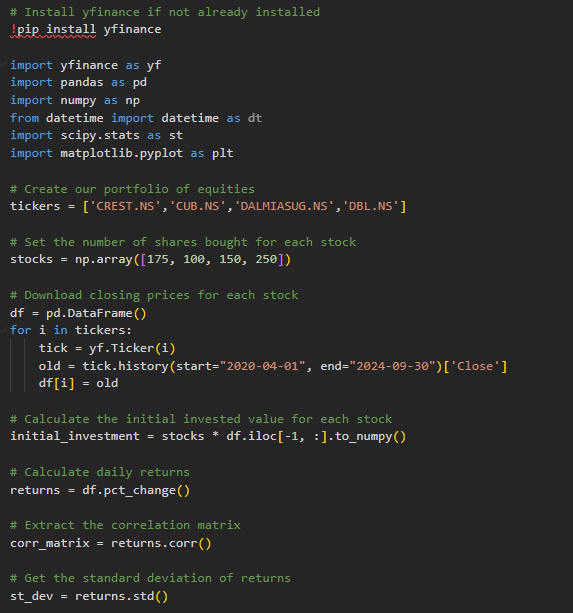 # Install yfinance if not already installed
!pip install yfinance
import yfinance as yf
import pandas as pd
import numpy as np
from datetime import datetime as dt
import scipy.stats as st
import matplotlib.pyplot as plt
# Create our portfolio of equities
tickers = ['CREST.NS','CUB.NS','DALMIASUG.NS','DBL.NS']
# Set the number of shares bought for each stock
stocks = np.array([175, 100, 150, 250])
# Download closing prices for each stock
df = pd.DataFrame()
for i in tickers:
    tick = yf.Ticker(i)
    old = tick.history(start="2020-04-01", end="2024-09-30")['Close']
    df[i] = old
# Calculate the initial invested value for each stock
initial_investment = stocks * df.iloc[-1, :].to_numpy()
# Calculate daily returns
returns = df.pct_change()
# Extract the correlation matrix
corr_matrix = returns.corr()
# Get the standard deviation of returns
st_dev = returns.std()